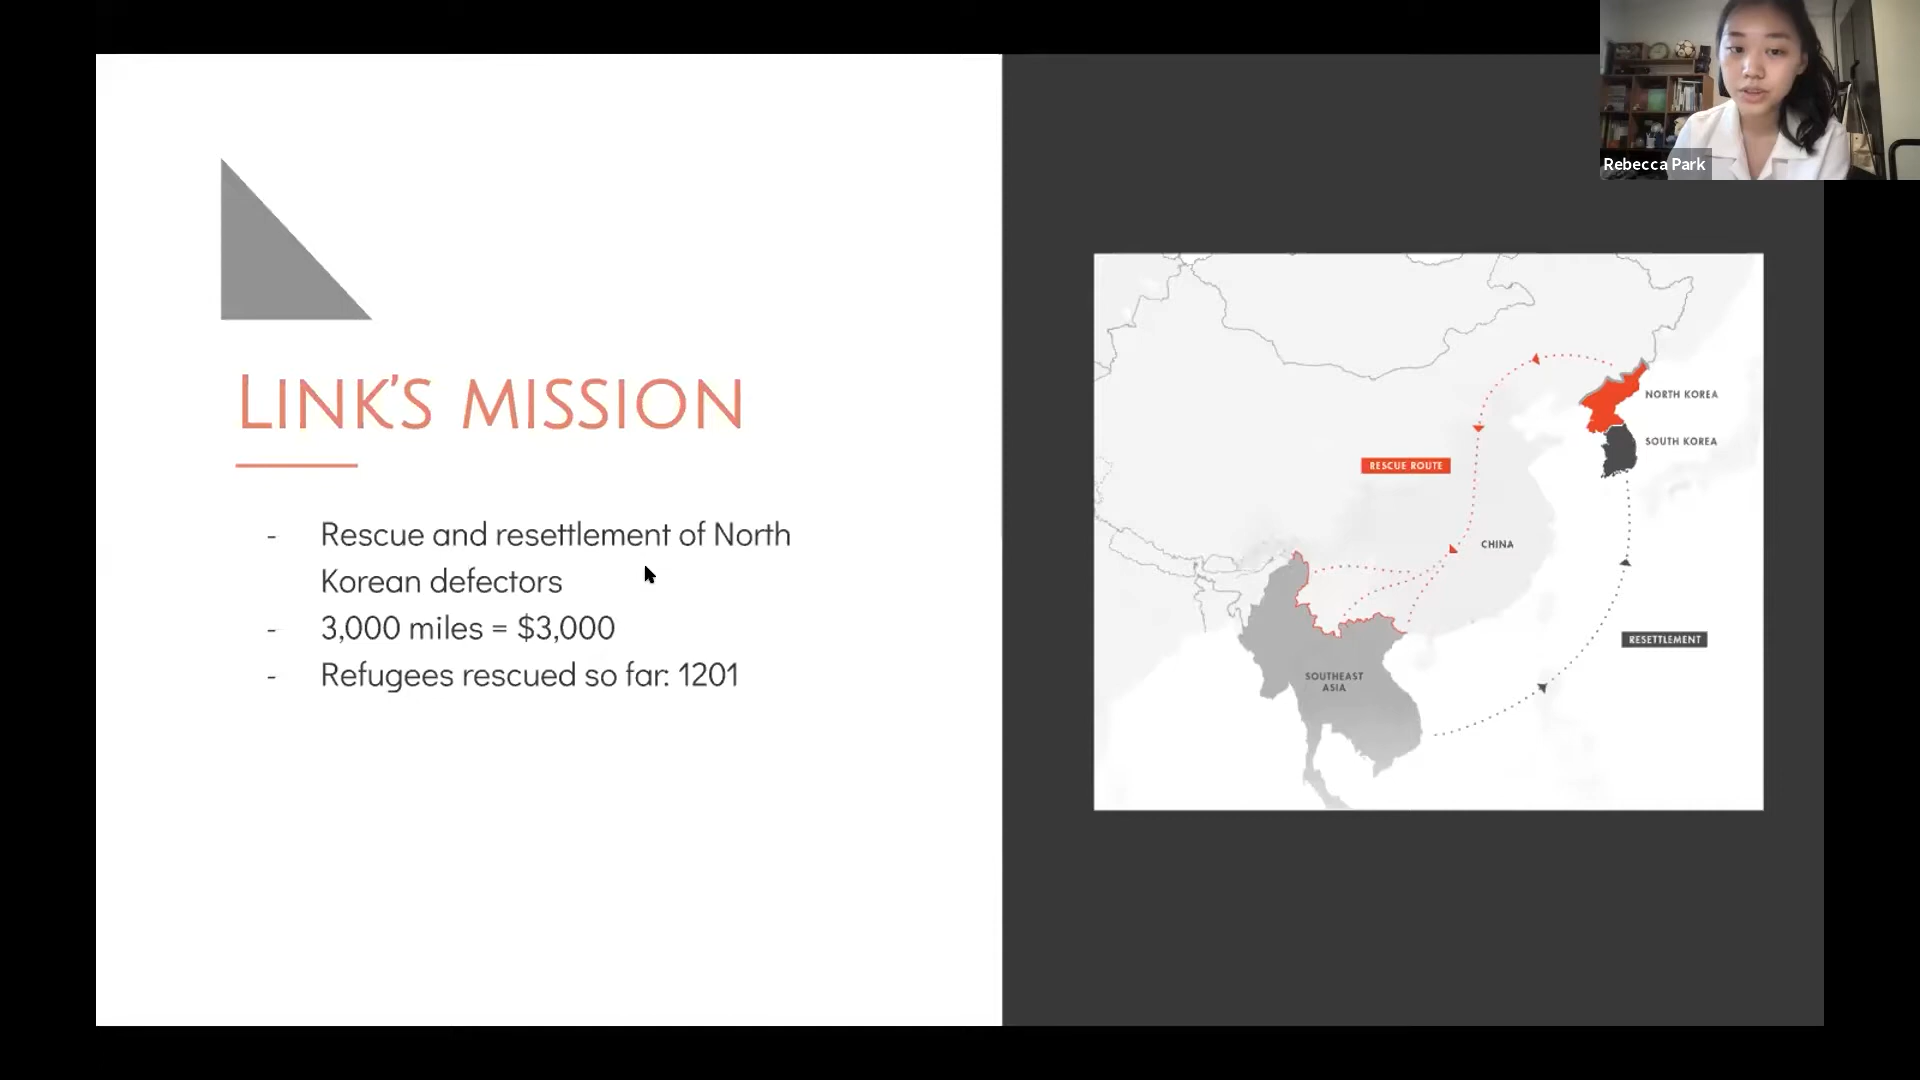 Rebecca Park
LINK'S MISSION
- Rescue and resettlement of North
Korean defectors
- 3,000 miles = $3,000
- Refugees rescued so far: 1201
NORTH KOREA
SOUTH KOREA
RESCUE ROUTE
CHINA
RESETTLEMENT
SOUTHEAST
ASIA